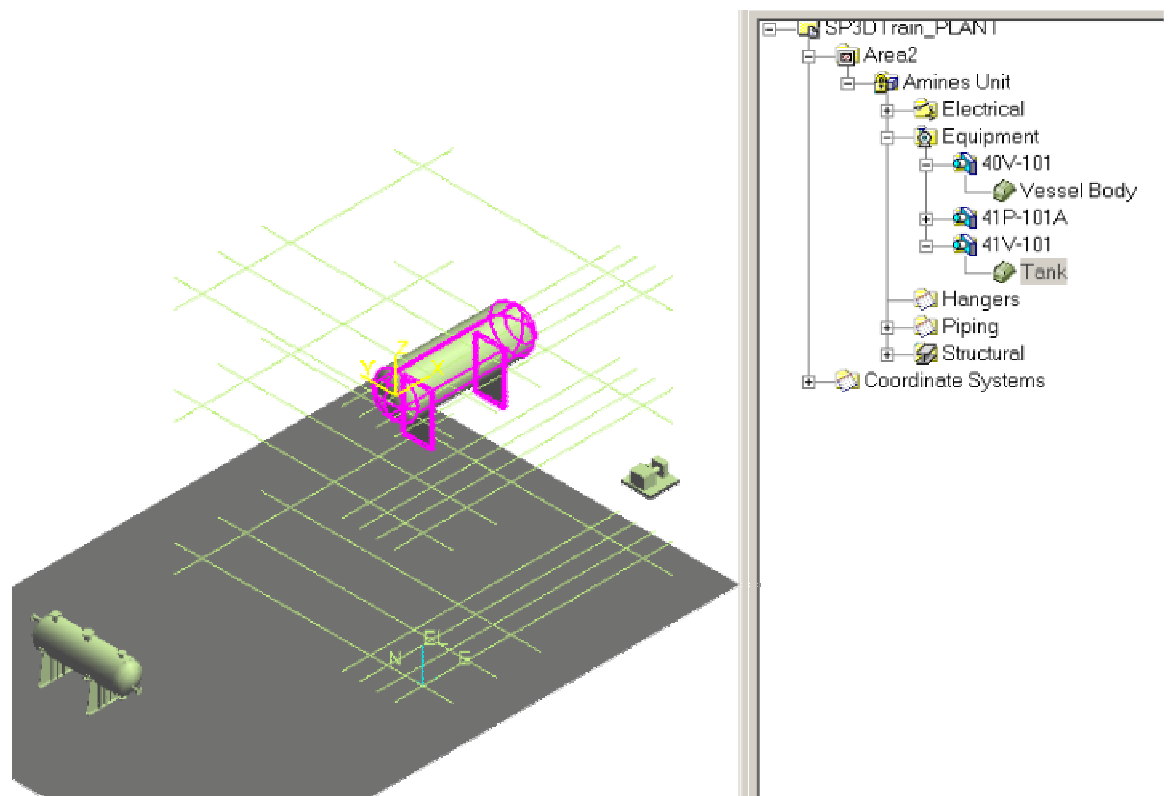 SP3DTrain_PLANT
Area2
Amines Unit
Electrical
Equipment
40V-101
Vessel Body
41P-101A
41V-101
Tank
Hangers
Piping
Structural
Coordinate Systems
Z
Y
X
EL
N
E